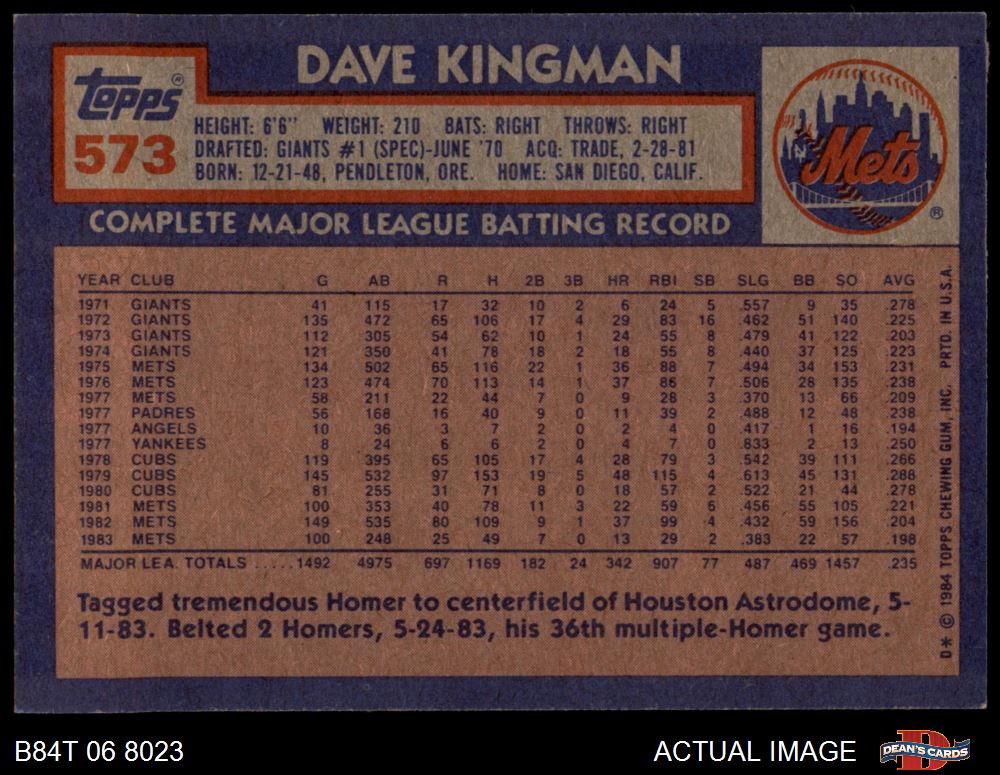 DAVE KINGMAN
TOPPS®
573
HEIGHT: 6'6" WEIGHT: 210 BATS: RIGHT THROWS: RIGHT
DRAFTED: GIANTS #1 (SPEC)-JUNE '70 ACQ: TRADE, 2-28-81
BORN: 12-21-48, PENDLETON, ORE. HOME: SAN DIEGO, CALIF.
Mets
®
COMPLETE MAJOR LEAGUE BATTING RECORD
YEAR CLUB G AB R H 2B 3B HR RBI SB SLG BB SO AVG
1971 GIANTS 41 115 17 32 10 2 6 24 5 .557 9 35 .278
1972 GIANTS 135 472 65 106 17 4 29 83 16 .462 51 140 .225
1973 GIANTS 112 305 54 62 10 1 24 55 8 .479 41 122 .203
1974 GIANTS 121 350 41 78 18 2 18 55 8 .440 37 125 .223
1975 METS 134 502 65 116 22 1 36 88 7 .494 34 153 .231
1976 METS 123 474 70 113 14 1 37 86 7 .506 28 135 .238
1977 METS 58 211 22 44 7 0 9 28 3 .370 13 66 .209
1977 PADRES 56 168 16 40 9 0 11 39 2 .488 12 48 .238
1977 ANGELS 10 36 3 7 2 0 2 4 0 .417 1 16 .194
1977 YANKEES 8 24 6 6 2 0 4 7 0 .833 2 13 .250
1978 CUBS 119 395 65 105 17 4 28 79 3 .542 39 111 .266
1979 CUBS 145 532 97 153 19 5 48 115 4 .613 45 131 .288
1980 CUBS 81 255 31 71 8 0 18 57 2 .522 21 44 .278
1981 METS 100 353 40 78 11 3 22 59 6 .456 55 105 .221
1982 METS 149 535 80 109 9 1 37 99 4 .432 59 156 .204
1983 METS 100 248 25 49 7 0 13 29 2 .383 22 57 .198
MAJOR LEA. TOTALS .....1492 4975 697 1169 182 24 342 907 77 .487 469 1457 .235
Tagged tremendous Homer to centerfield of Houston Astrodome, 5-
11-83. Belted 2 Homers, 5-24-83, his 36th multiple-Homer game.
D* © 1984 TOPPS CHEWING GUM, INC. PRTD. IN U.S.A.
B84T 06 8023
ACTUAL IMAGE
D
DEAN'S CARDS